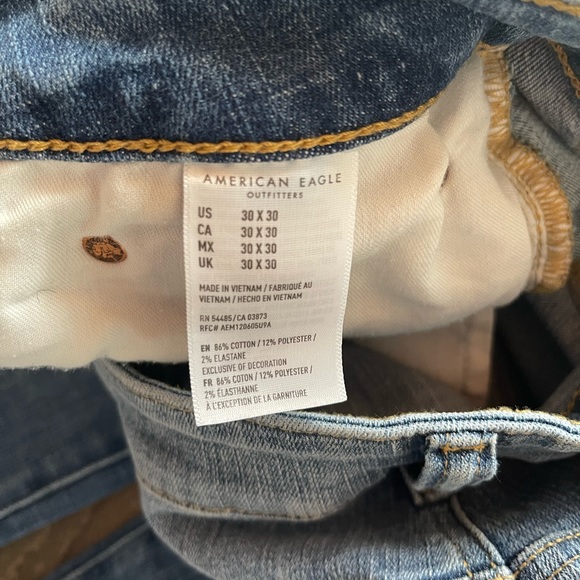 AMERICAN EAGLE
OUTFITTERS
US 30 X 30
CA 30 X 30
MX 30 X 30
UK 30 X 30
MADE IN VIETNAM / FABRIQUÉ AU
VIETNAM / HECHO EN VIETNAM
RN 54485/CA 03873
RFC# AEM120605U9A
EN 86% COTTON / 12% POLYESTER /
2% ELASTANE
EXCLUSIVE OF DECORATION
FR 86% COTON / 12% POLYESTER /
/ 2% ÉLASTHANNE
À L'EXCEPTION DE LA GARNITURE